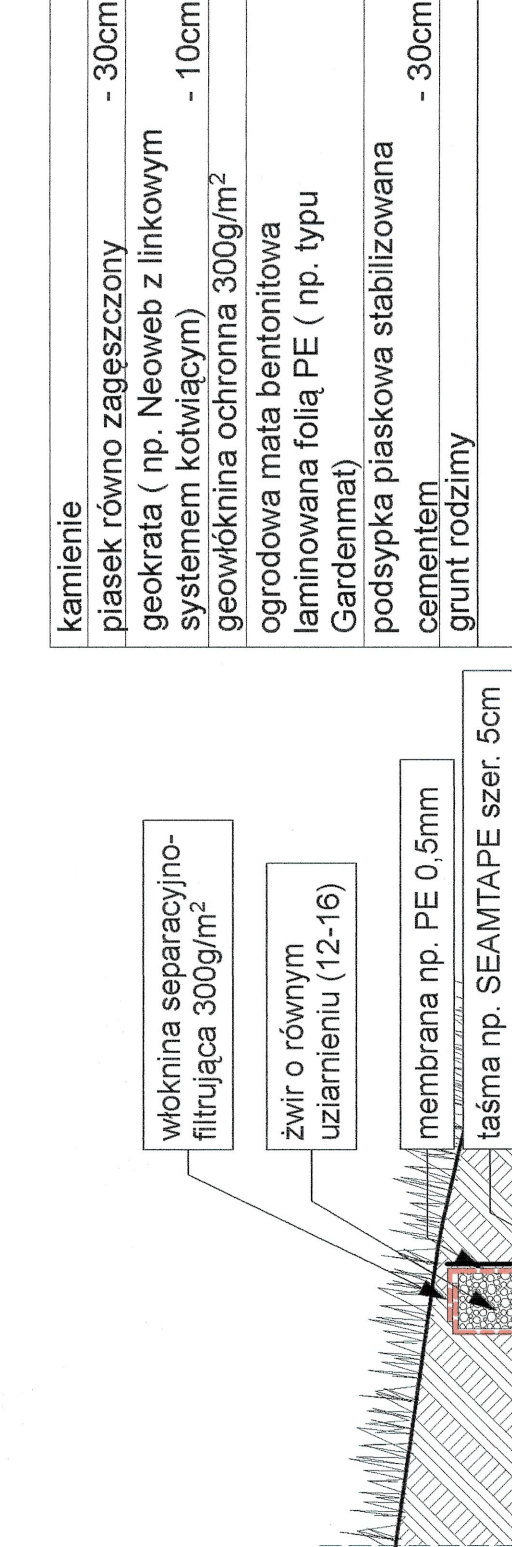 kamienie
piasek równo zagęszczony - 30cm
geokrata ( np. Neoweb z linkowym
systemem kotwiącym) - 10cm
geowłóknina ochronna 300g/m²
ogrodowa mata bentonitowa
laminowana folią PE ( np. typu
Gardenmat)
podsypka piaskowa stabilizowana
cementem - 30cm
grunt rodzimy
włoknina separacyjno-
filtrująca 300g/m²
żwir o równym
uziarnieniu (12-16)
membrana np. PE 0,5mm
taśma np. SEAMTAPE szer. 5cm